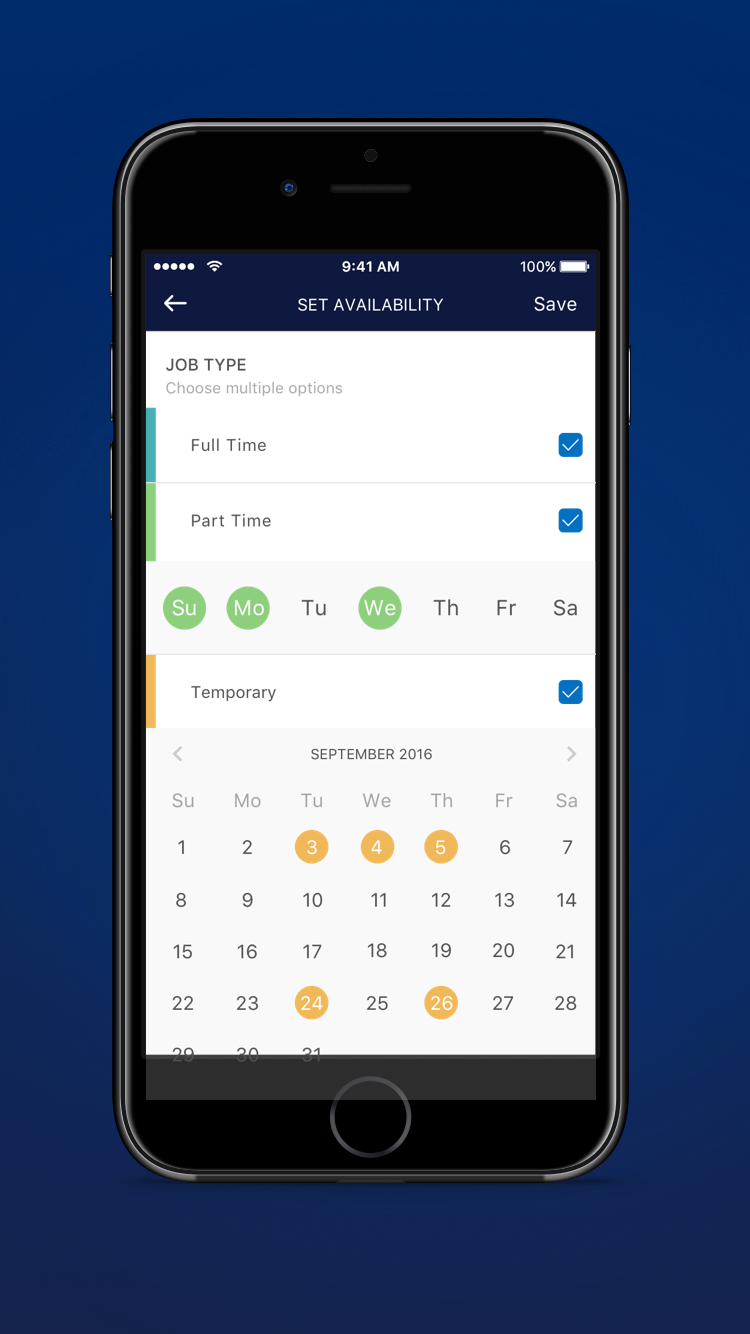 9:41 AM 100%
SET AVAILABILITY Save
JOB TYPE
Choose multiple options
Full Time
Part Time
Su Mo Tu We Th Fr Sa
Temporary
SEPTEMBER 2016
Su Mo Tu We Th Fr Sa
1 2 3 4 5 6 7
8 9 10 11 12 13 14
15 16 17 18 19 20 21
22 23 24 25 26 27 28
29 30 31